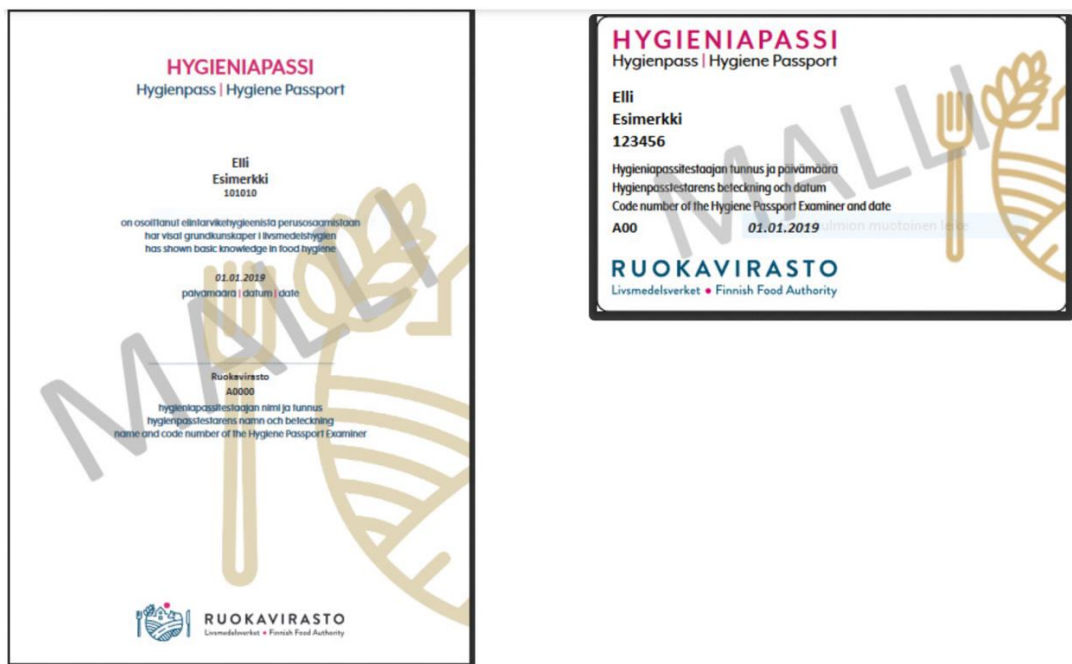 HYGIENIAPASSI
Hygienpass | Hygiene Passport
Elli
Esimerkki
101010
on osoittanut elintarvikehygieenistä perusosaamistaan
har visat grundkunskaper i livsmedelshygien
has shown basic knowledge in food hygiene
01.01.2019
päivämäärä | datum | date
Ruokavirasto
A0000
hygieniapassitestaajan nimi ja tunnus
hygienpasstestarens namn och beteckning
name and code number of the Hygiene Passport Examiner
MALLI
RUOKAVIRASTO
Livsmedelsverket • Finnish Food Authority
HYGIENIAPASSI
Hygienpass | Hygiene Passport
Elli
Esimerkki
123456
Hygieniapassitestaajan tunnus ja päivämäärä
Hygienpasstestarens beteckning och datum
Code number of the Hygiene Passport Examiner and date
A00 01.01.2019
muotoinen leike
MALLI
RUOKAVIRASTO
Livsmedelsverket • Finnish Food Authority